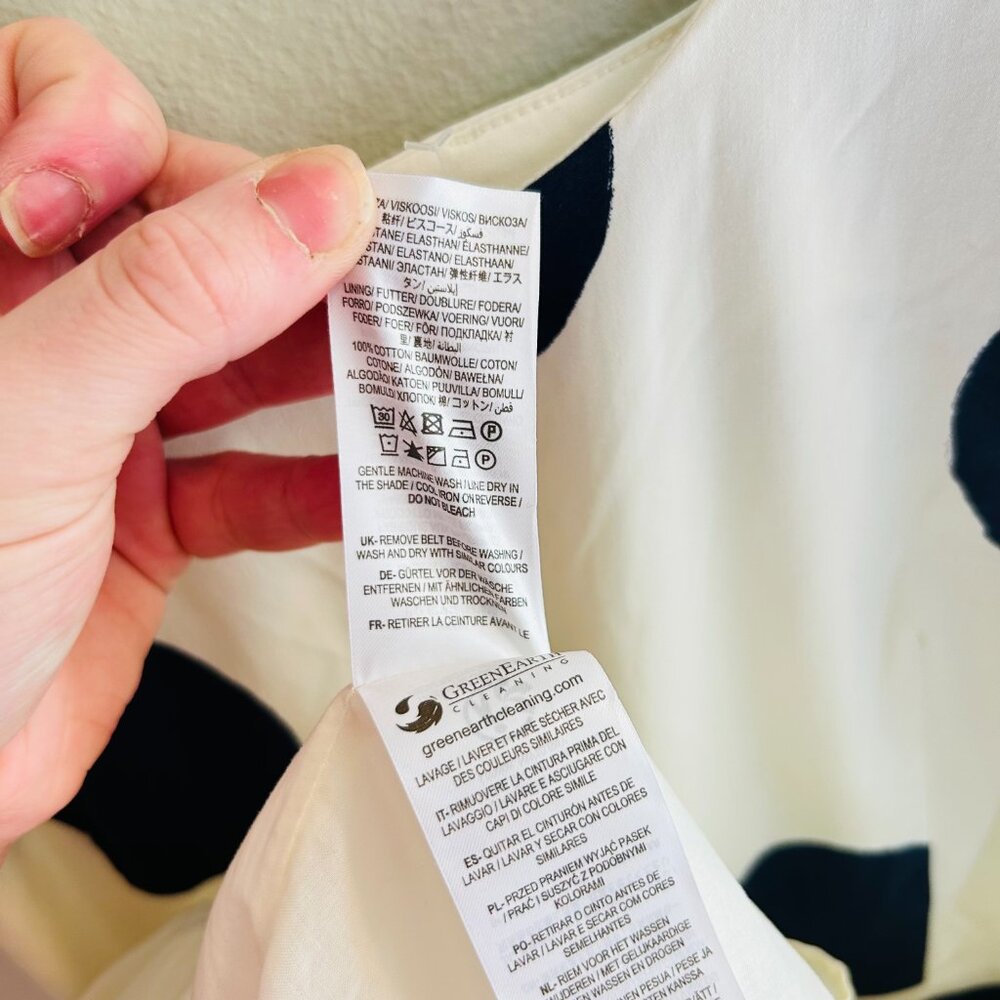 VISKOOSI/ VISKOS/ ВИСКОЗА/
粘纤/ ビスコース/ فسكوز/
ELASTHAN/ ÉLASTHANNE/
ELASTANO/ ELASTHAAN/
ЭЛАСТАН/ 弹性纤维/ エラス
タン/ إيلاستين/
LINING/ FUTTER/ DOUBLURE/ FODERA/
FORRO/ PODSZEWKA/ VOERING/ VUORI/
FODER/ FOER/ FÔR/ ПОДКЛАДКА/ 衬
里/ 裏地/ البطانة/
100% COTTON/ BAUMWOLLE/ COTON/
COTONE/ ALGODÓN/ BAWEŁNA/
ALGODÃO/ KATOEN/ PUUVILLA/ BOMULL/
BOMULD/ ХЛОПОК/ 棉/ コットン/ قطن/
30 P
P
GENTLE MACHINE WASH / LINE DRY IN
THE SHADE / COOL IRON ON REVERSE /
DO NOT BLEACH
UK- REMOVE BELT BEFORE WASHING /
WASH AND DRY WITH SIMILAR COLOURS
DE- GÜRTEL VOR DER WÄSCHE
ENTFERNEN / MIT ÄHNLICHEN FARBEN
WASCHEN UND TROCKNEN
FR- RETIRER LA CEINTURE AVANT LE
GREENEARTH
CLEANING
greenearthcleaning.com
LAVAGE / LAVER ET FAIRE SÉCHER AVEC
DES COULEURS SIMILAIRES
IT- RIMUOVERE LA CINTURA PRIMA DEL
LAVAGGIO / LAVARE E ASCIUGARE CON
CAPI DI COLORE SIMILE
ES- QUITAR EL CINTURÓN ANTES DE
LAVAR / LAVAR Y SECAR CON COLORES
SIMILARES
PL- PRZED PRANIEM WYJĄĆ PASEK
/ PRAĆ I SUSZYĆ Z PODOBNYMI
KOLORAMI
PO- RETIRAR O CINTO ANTES DE
LAVAR / LAVAR E SECAR COM CORES
SEMELHANTES
NL- RIEM VOOR HET WASSEN
/ MET GELIJKAARDIGE
WASSEN EN DROGEN
PESUA / PESE JA
KANSSA